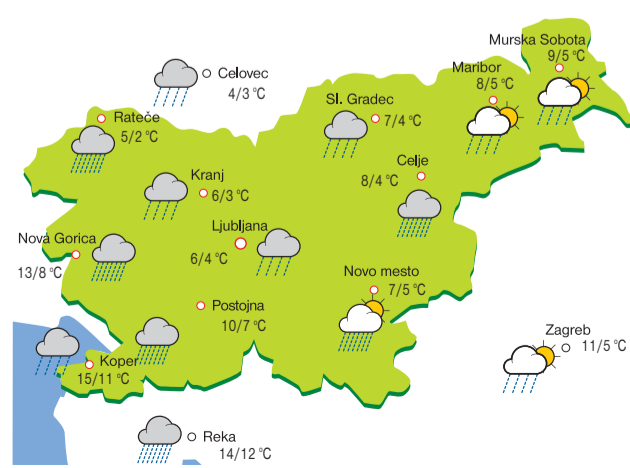 Murska Sobota
9/5 °C
Maribor
8/5 °C
Celovec
4/3 °C
Sl. Gradec
7/4 °C
Rateče
5/2 °C
Celje
8/4 °C
Kranj
6/3 °C
Ljubljana
6/4 °C
Nová Gorica
13/8 °C
Novo mesto
7/5 °C
Postojna
10/7 °C
Zagreb
11/5 °C
Koper
15/11 °C
Reka
14/12 °C